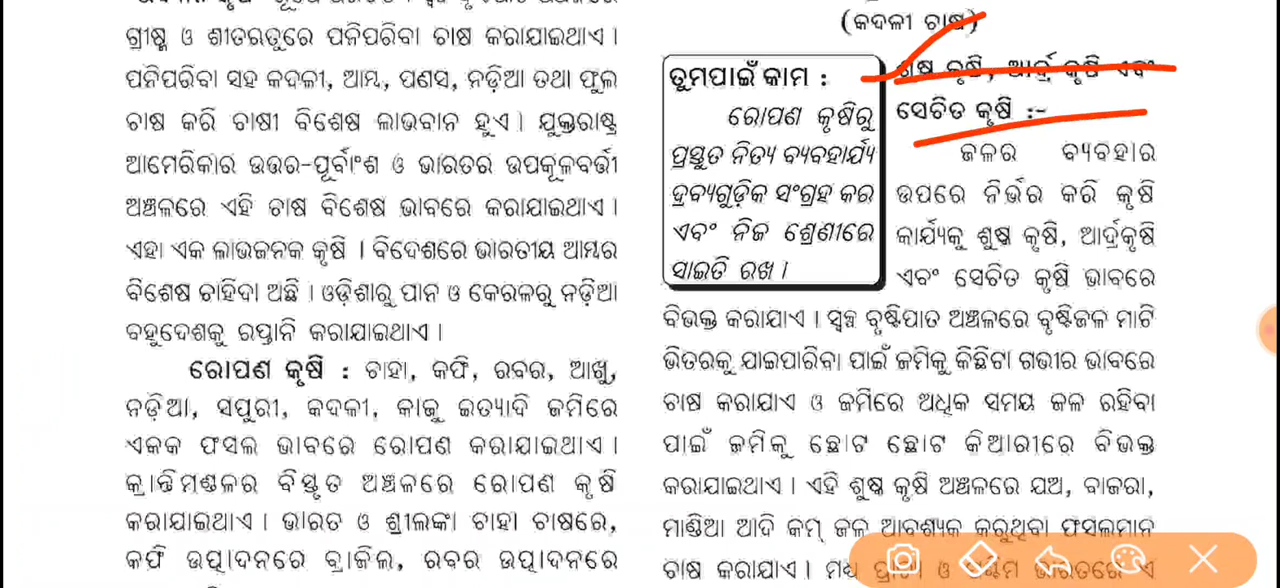 ଗ୍ରୀଷ୍ମ ଓ ଶୀତଋତୁରେ ପନିପରିବା ଚାଷ କରାଯାଇଥାଏ ।
ପନିପରିବା ସହ କଦଳୀ, ଆମ୍ବ, ପଣସ, ନଡ଼ିଆ ତଥା ଫୁଲ
ଚାଷ କରି ଚାଷୀ ବିଶେଷ ଲାଭବାନ ହୁଏ । ଯୁକ୍ତରାଷ୍ଟ୍ର
ଆମେରିକାର ଉତ୍ତର-ପୂର୍ବାଂଶ ଓ ଭାରତର ଉପକୂଳବର୍ତ୍ତୀ
ଅଞ୍ଚଳରେ ଏହି ଚାଷ ବିଶେଷ ଭାବରେ କରାଯାଇଥାଏ ।
ଏହା ଏକ ଲାଭଜନକ କୃଷି । ବିଦେଶରେ ଭାରତୀୟ ଆମ୍ବର
ବିଶେଷ ଚାହିଦା ଅଛି । ଓଡ଼ିଶାରୁ ପାନ ଓ କେରଳରୁ ନଡ଼ିଆ
ବହୁଦେଶକୁ ରପ୍ତାନି କରାଯାଇଥାଏ ।
ରୋପଣ କୃଷି : ଚାହା, କଫି, ରବର, ଆଖୁ,
ନଡ଼ିଆ, ସପୁରୀ, କଦଳୀ, କାଜୁ ଇତ୍ୟାଦି ଜମିରେ
ଏକକ ଫସଲ ଭାବରେ ରୋପଣ କରାଯାଇଥାଏ ।
କ୍ରାନ୍ତିମଣ୍ଡଳର ବିସ୍ତୃତ ଅଞ୍ଚଳରେ ରୋପଣ କୃଷି
କରାଯାଇଥାଏ । ଭାରତ ଓ ଶ୍ରୀଲଙ୍କା ଚାହା ଚାଷରେ,
କଫି ଉତ୍ପାଦନରେ ବ୍ରାଜିଲ, ରବର ଉତ୍ପାଦନରେ
(କଦଳୀ ଚାଷ)
ତୁମପାଇଁ କାମ :
ରୋପଣ କୃଷିରୁ
ପ୍ରସ୍ତୁତ ନିତ୍ୟ ବ୍ୟବହାର୍ଯ୍ୟ
ଦ୍ରବ୍ୟଗୁଡ଼ିକ ସଂଗ୍ରହ କର
ଏବଂ ନିଜ ଶ୍ରେଣୀରେ
ସାଇତି ରଖ ।
ଶୁଷ୍କ କୃଷି, ଆର୍ଦ୍ର କୃଷି ଏବଂ
ସେଚିତ କୃଷି :-
ଜଳର ବ୍ୟବହାର
ଉପରେ ନିର୍ଭର କରି କୃଷି
କାର୍ଯ୍ୟକୁ ଶୁଷ୍କ କୃଷି, ଆର୍ଦ୍ରକୃଷି
ଏବଂ ସେଚିତ କୃଷି ଭାବରେ
ବିଭକ୍ତ କରାଯାଏ । ସ୍ୱଳ୍ପ ବୃଷ୍ଟିପାତ ଅଞ୍ଚଳରେ ବୃଷ୍ଟିଜଳ ମାଟି
ଭିତରକୁ ଯାଇପାରିବା ପାଇଁ ଜମିକୁ କିଛିଟା ଗଭୀର ଭାବରେ
ଚାଷ କରାଯାଏ ଓ ଜମିରେ ଅଧିକ ସମୟ ଜଳ ରହିବା
ପାଇଁ ଜମିକୁ ଛୋଟ ଛୋଟ କିଆରୀରେ ବିଭକ୍ତ
କରାଯାଇଥାଏ । ଏହି ଶୁଷ୍କ କୃଷି ଅଞ୍ଚଳରେ ଯଅ, ବାଜରା,
ମାଣ୍ଡିଆ ଆଦି କମ୍ ଜଳ ଆବଶ୍ୟକ କରୁଥିବା ଫସଲମାନ
ଚାଷ କରାଯାଏ । ମଧ୍ୟ ପ୍ରାଚ୍ୟ ଓ ପଶ୍ଚିମ ଭାରତରେ ଏ